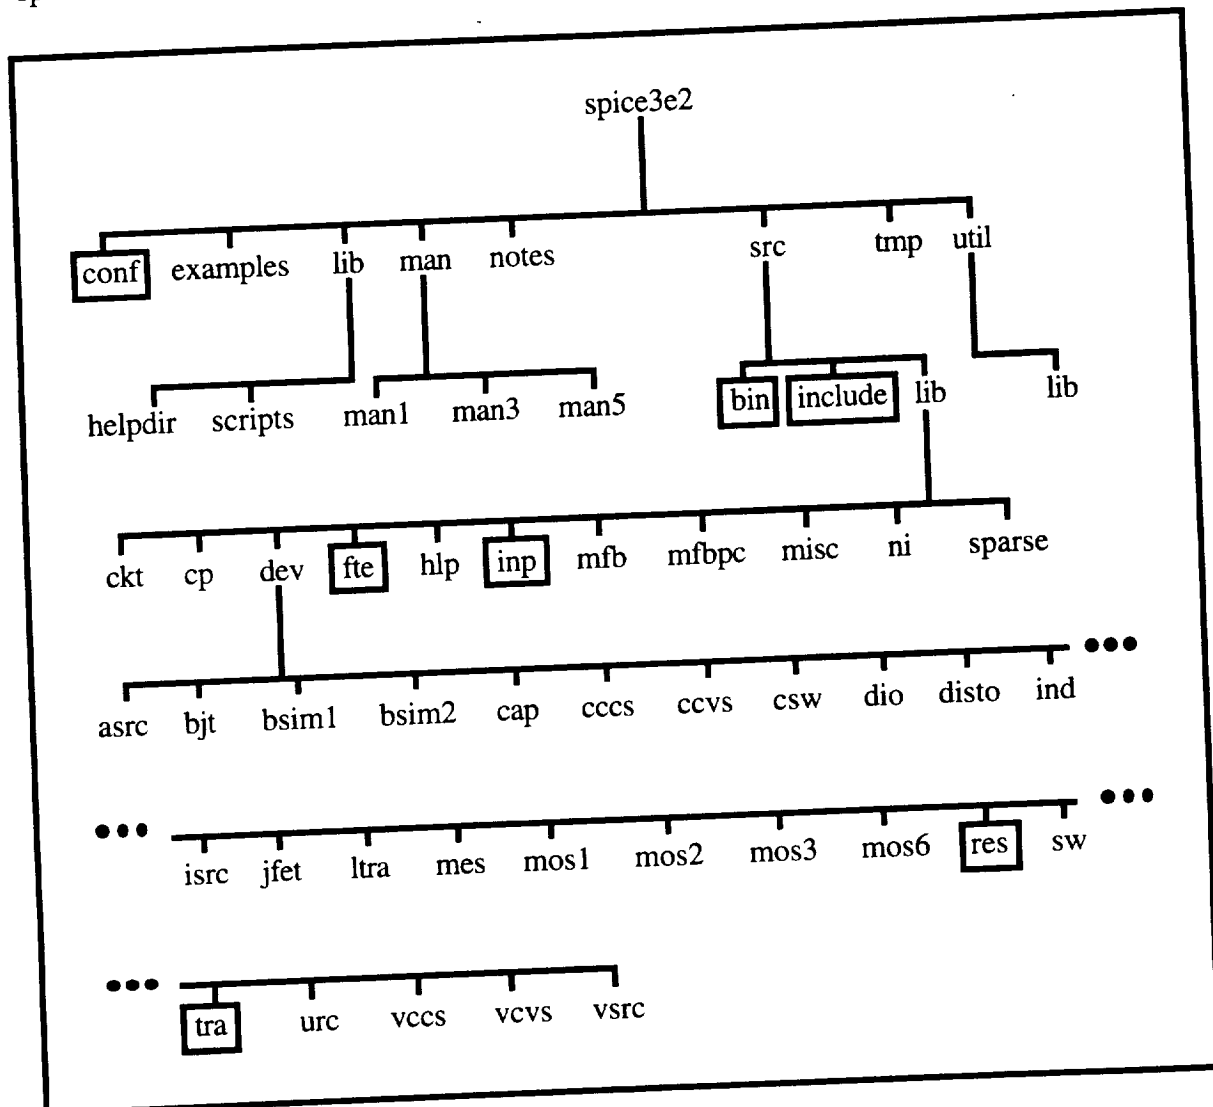 spice3e2
conf examples lib man notes src tmp util
helpdir scripts man1 man3 man5 bin include lib lib
ckt cp dev fte hlp inp mfb mfbpc misc ni sparse
asrc bjt bsim1 bsim2 cap cccs ccvs csw dio disto ind •••
••• isrc jfet ltra mes mos1 mos2 mos3 mos6 res sw •••
••• tra urc vccs vcvs vsrc